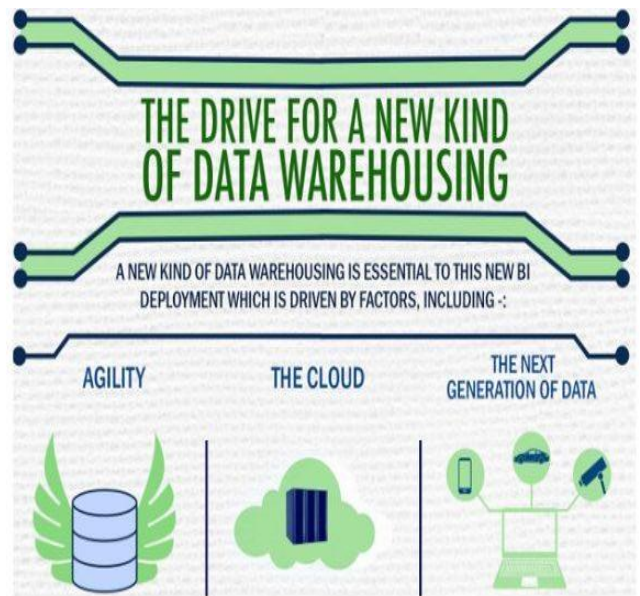 THE DRIVE FOR A NEW KIND
OF DATA WAREHOUSING
A NEW KIND OF DATA WAREHOUSING IS ESSENTIAL TO THIS NEW BI
DEPLOYMENT WHICH IS DRIVEN BY FACTORS, INCLUDING -:
AGILITY
THE CLOUD
THE NEXT
GENERATION OF DATA